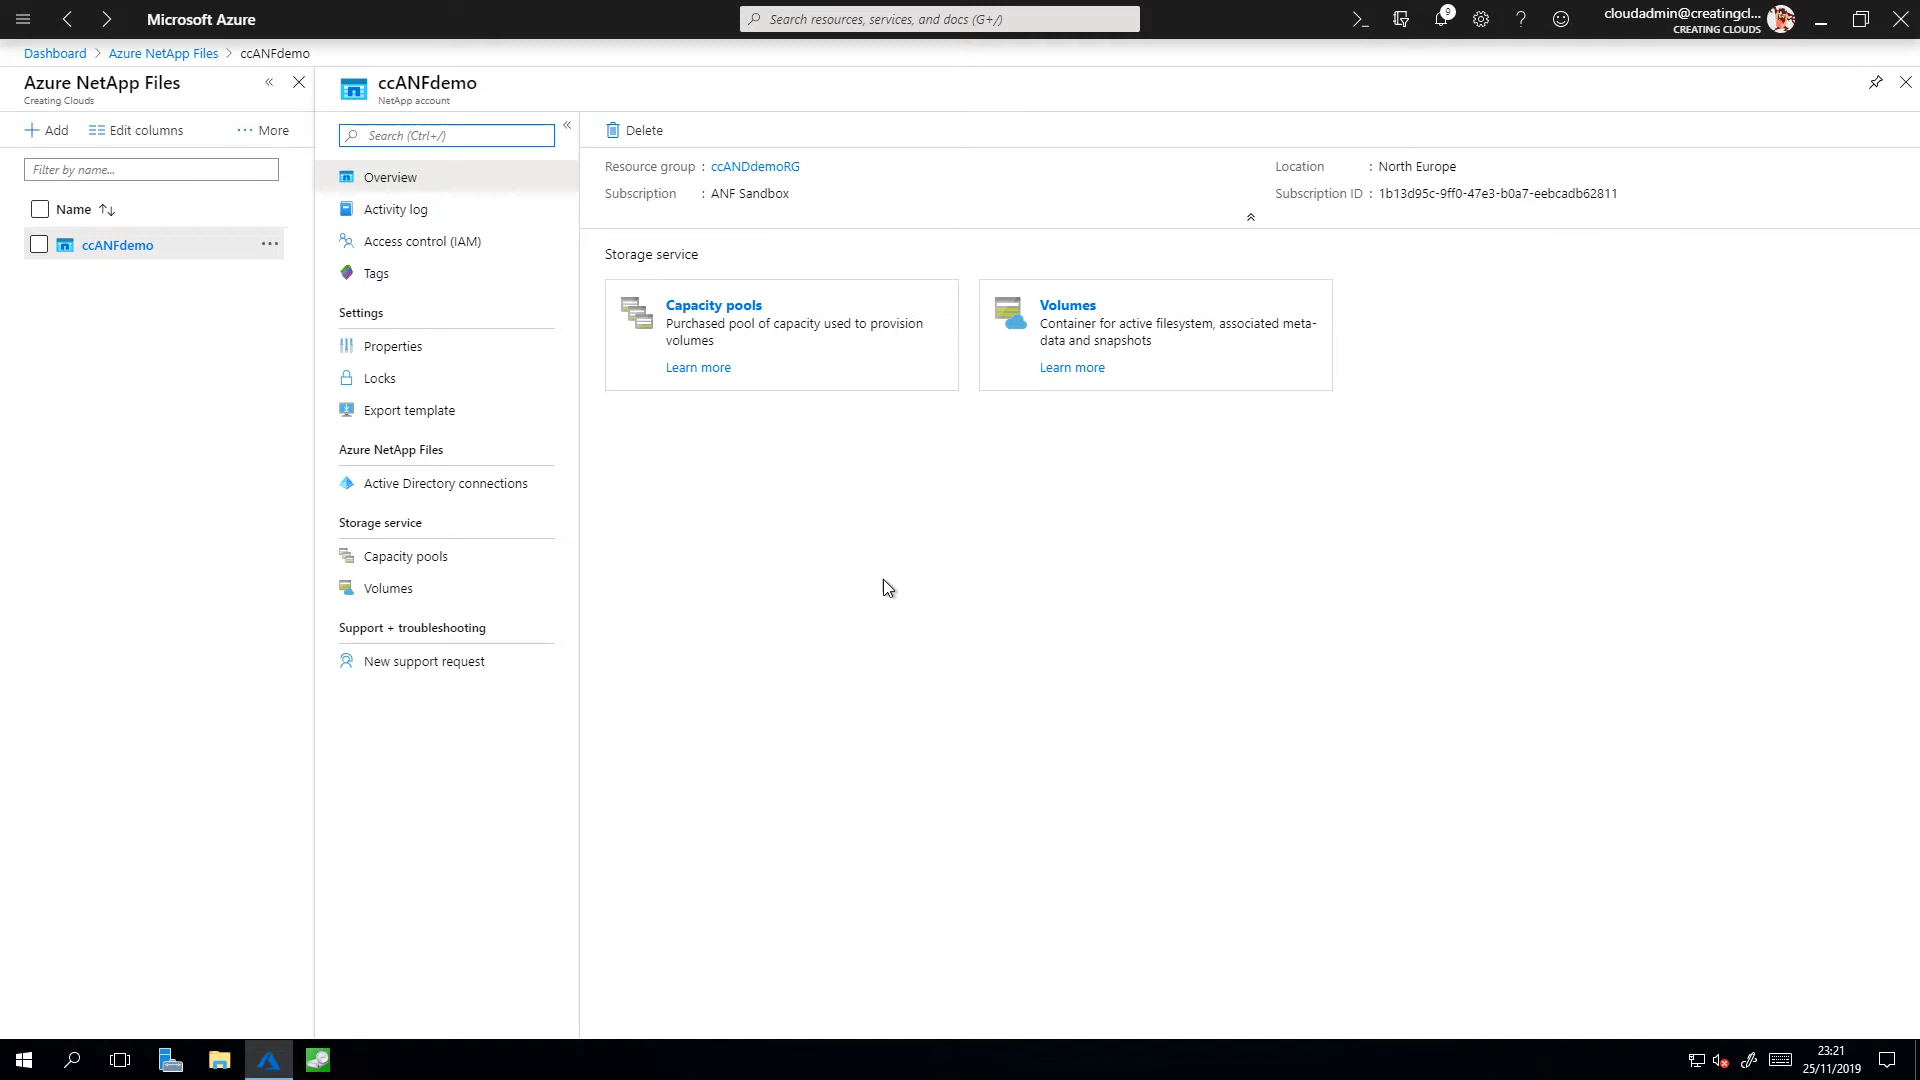 Microsoft Azure
Search resources, services, and docs (G+/)
9
cloudadmin@creatingcl...
CREATING CLOUDS
Dashboard > Azure NetApp Files > ccANFdemo
Azure NetApp Files
Creating Clouds
Add
Edit columns
More
Filter by name...
Name
ccANFdemo
ccANFdemo
NetApp account
Search (Ctrl+/)
Overview
Activity log
Access control (IAM)
Tags
Settings
Properties
Locks
Export template
Azure NetApp Files
Active Directory connections
Storage service
Capacity pools
Volumes
Support + troubleshooting
New support request
Delete
Resource group : ccANDdemoRG
Subscription : ANF Sandbox
Location : North Europe
Subscription ID : 1b13d95c-9ff0-47e3-b0a7-eebcadb62811
Storage service
Capacity pools
Purchased pool of capacity used to provision
volumes
Learn more
Volumes
Container for active filesystem, associated meta-
data and snapshots
Learn more
23:21
25/11/2019